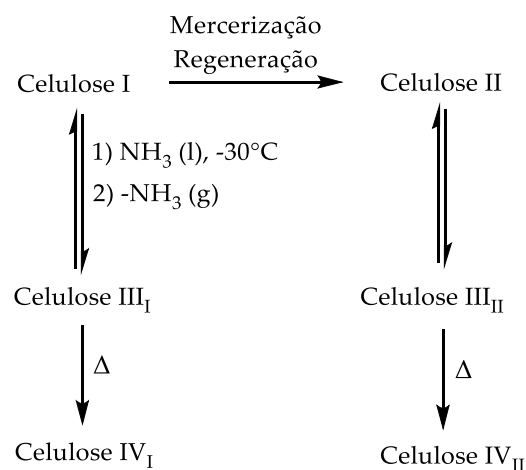 Mercerização
Regeneração
Celulose I
Celulose II
1) NH₃ (l), -30°C
2) -NH₃ (g)
Celulose IIIᵢ
Celulose IIIᵢᵢ
Δ
Δ
Celulose IVᵢ
Celulose IVᵢᵢ